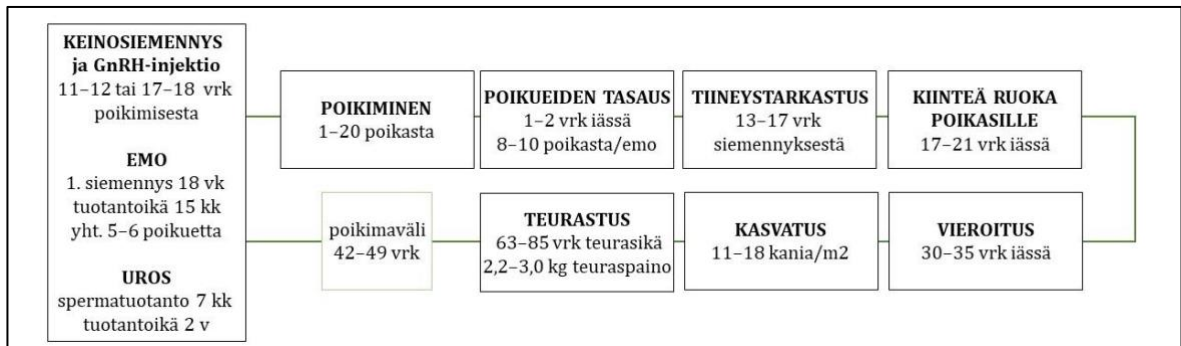 KEINOSIEMENNYS
ja GnRH-injektio
11–12 tai 17–18 vrk
poikimisesta
EMO
1. siemennys 18 vk
tuotantoikä 15 kk
yht. 5–6 poikuetta
UROS
spermatuotanto 7 kk
tuotantoikä 2 v
POIKIMINEN
1–20 poikasta
POIKUEIDEN TASAUS
1–2 vrk iässä
8–10 poikasta/emo
TIINEYSTARKASTUS
13–17 vrk
siemennyksestä
KIINTEÄ RUOKA
POIKASILLE
17–21 vrk iässä
VIEROITUS
30–35 vrk iässä
KASVATUS
11–18 kania/m2
TEURASTUS
63–85 vrk teurasikä
2,2–3,0 kg teuraspaino
poikimaväli
42–49 vrk